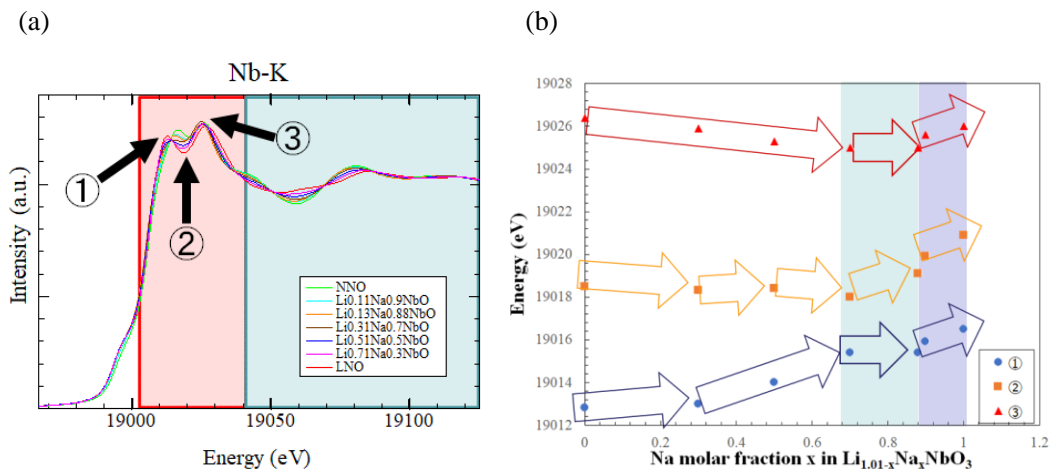 (a)
(b)
Nb-K
①
②
③
Intensity (a.u.)
NNO
Li0.11Na0.9NbO
Li0.13Na0.88NbO
Li0.31Na0.7NbO
Li0.51Na0.5NbO
Li0.71Na0.3NbO
LNO
19000
19050
19100
Energy (eV)
19028
19026
19024
19022
19020
19018
19016
19014
19012
Energy (eV)
0
0.2
0.4
0.6
0.8
1
1.2
Na molar fraction x in Li1.01-xNaxNbO3
①
②
③